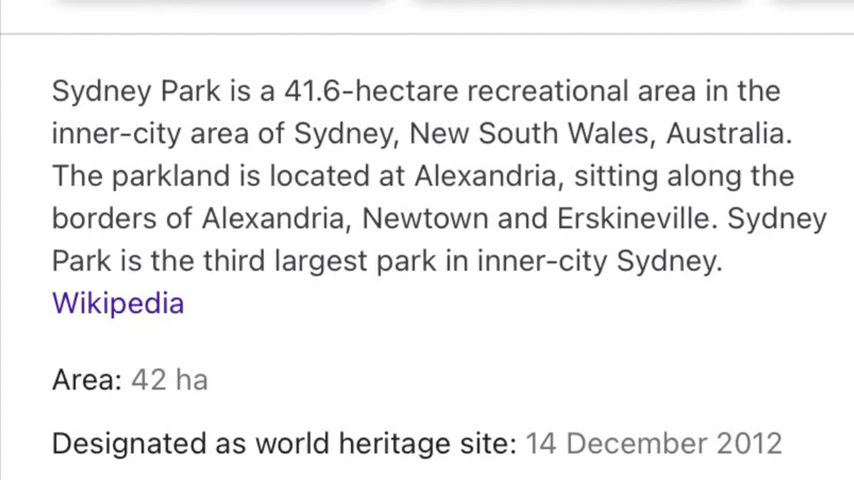 Sydney Park is a 41.6-hectare recreational area in the
inner-city area of Sydney, New South Wales, Australia.
The parkland is located at Alexandria, sitting along the
borders of Alexandria, Newtown and Erskineville. Sydney
Park is the third largest park in inner-city Sydney.
Wikipedia
Area: 42 ha
Designated as world heritage site: 14 December 2012